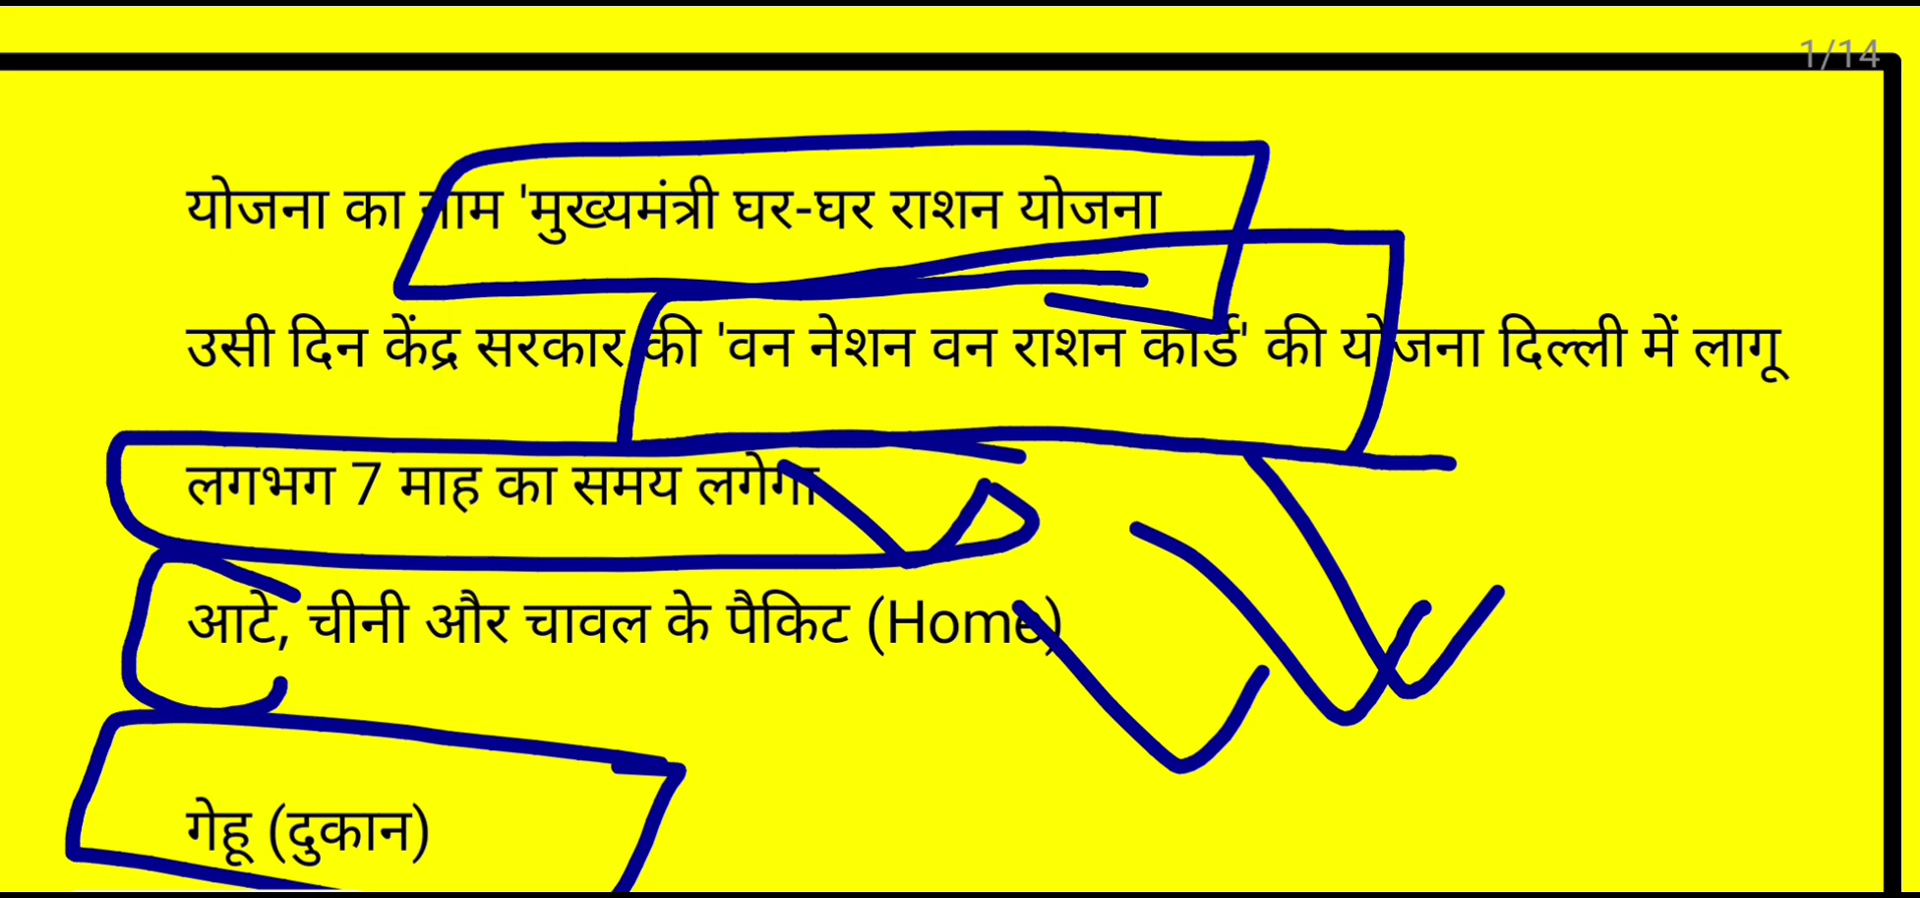 1/14
योजना का नाम 'मुख्यमंत्री घर-घर राशन योजना
उसी दिन केंद्र सरकार की 'वन नेशन वन राशन कार्ड' की योजना दिल्ली में लागू
लगभग 7 माह का समय लगेगा
आटे, चीनी और चावल के पैकिट (Home)
गेहू (दुकान)